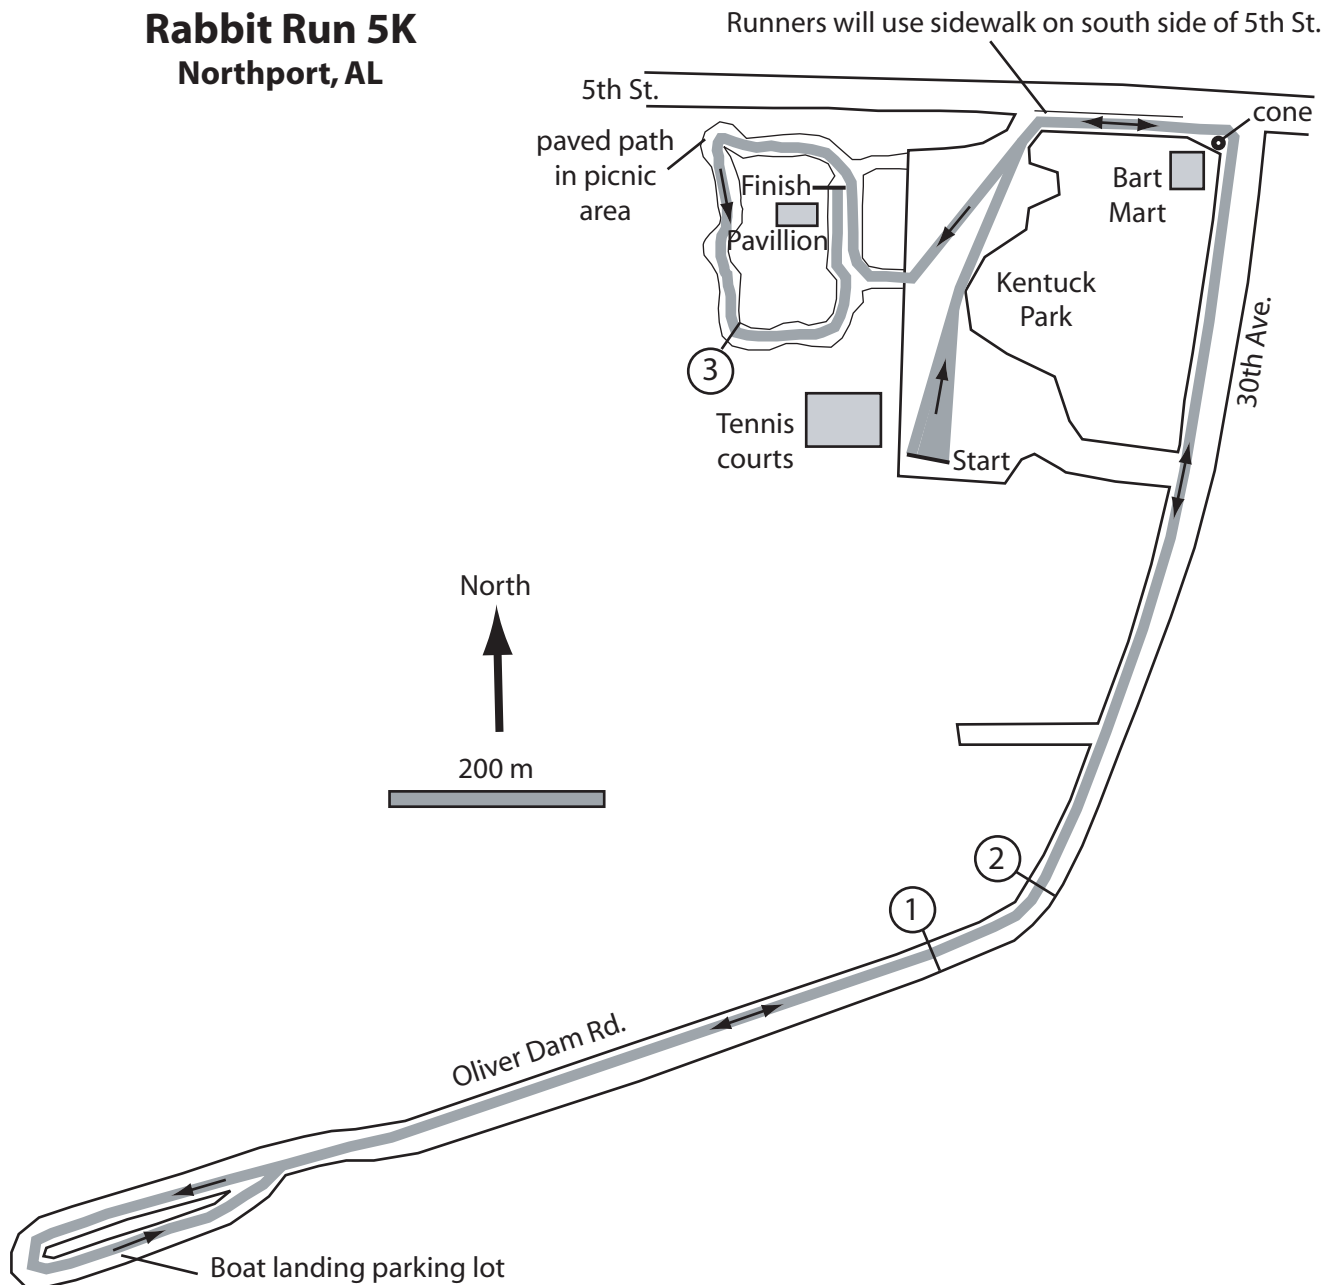 Rabbit Run 5K
Northport, AL
Runners will use sidewalk on south side of 5th St.
5th St.
cone
paved path
in picnic
area
Finish
Pavillion
Bart
Mart
Kentuck
Park
30th Ave.
3
Tennis
courts
Start
North
200 m
2
1
Oliver Dam Rd.
Boat landing parking lot